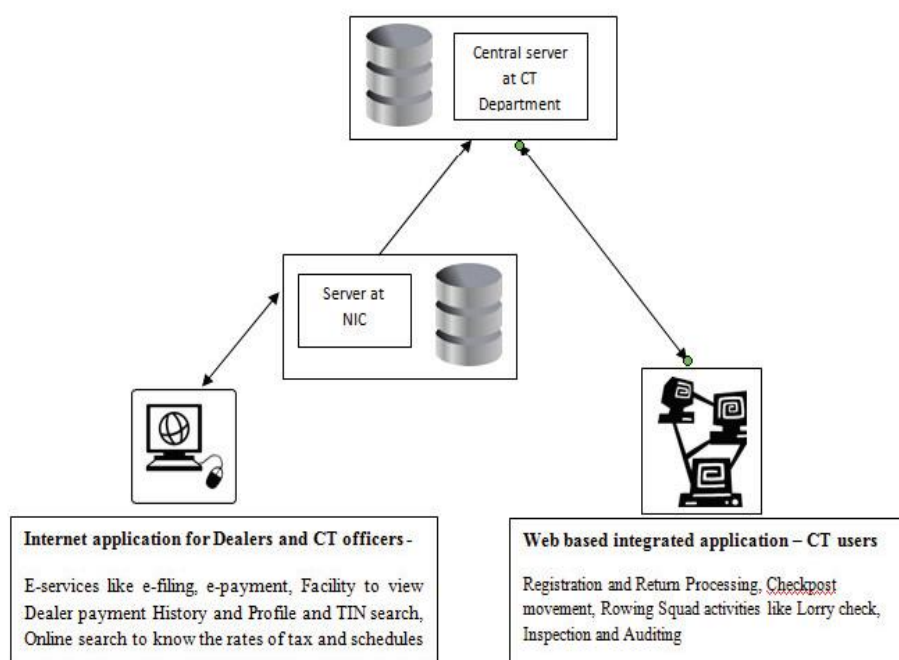 Central server
at CT
Department
Server at
NIC
Internet application for Dealers and CT officers -
E-services like e-filing, e-payment, Facility to view
Dealer payment History and Profile and TIN search,
Online search to know the rates of tax and schedules
Web based integrated application – CT users
Registration and Return Processing, Checkpost
movement, Rowing Squad activities like Lorry check,
Inspection and Auditing